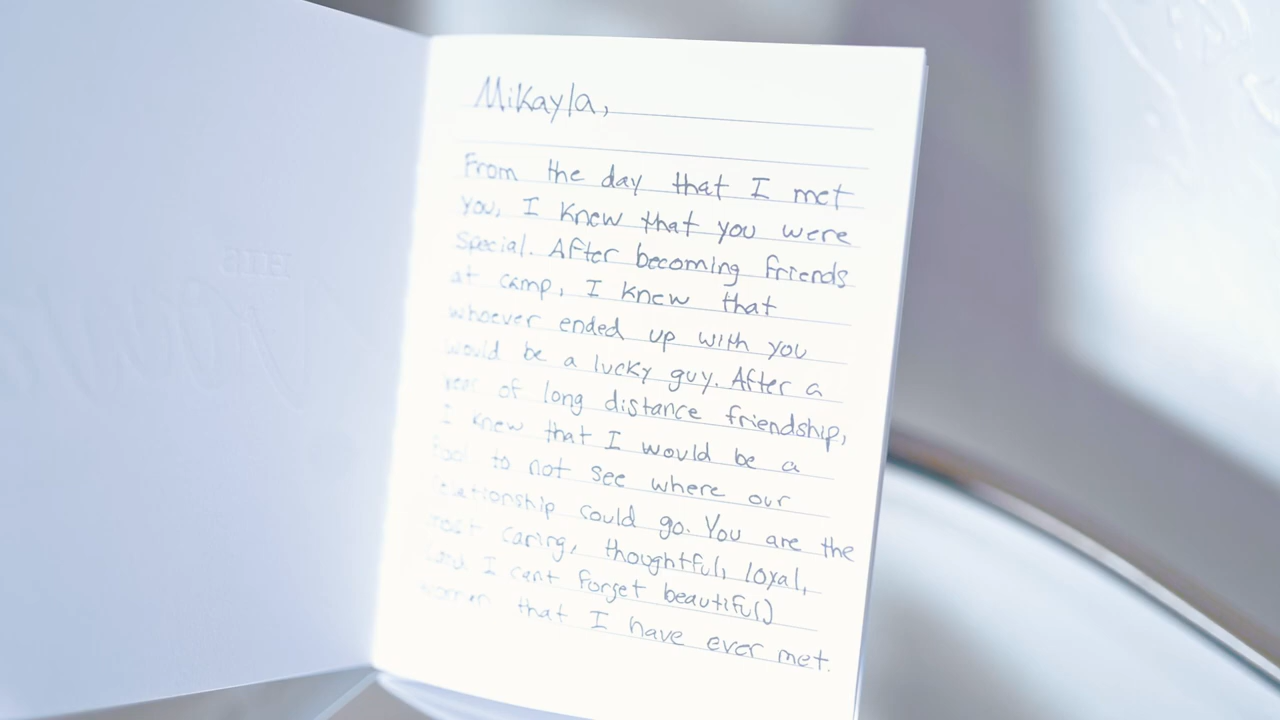 Mikayla,
From the day that I met
you, I knew that you were
special. After becoming friends
at camp, I knew that
whoever ended up with you
would be a lucky guy. After a
year of long distance friendship,
I knew that I would be a
fool to not see where our
relationship could go. You are the
most caring, thoughtful, loyal,
(and I cant forget beautiful)
woman that I have ever met.
HIS